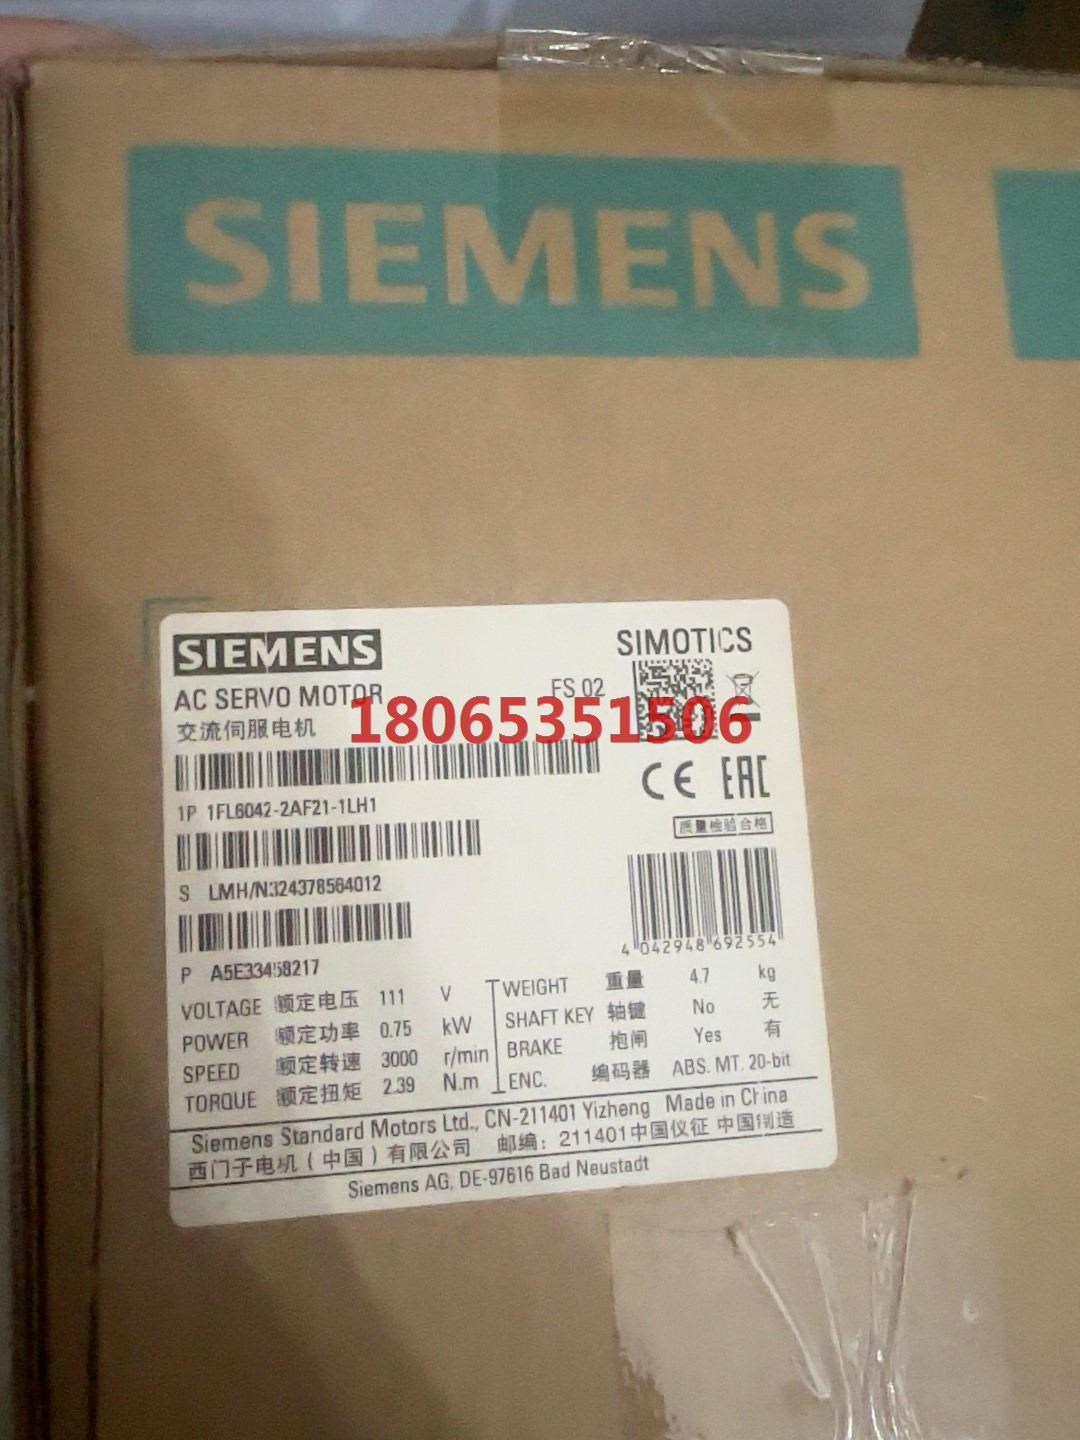 SIEMENS
SIEMENS
SIMOTICS
AC SERVO MOTOR
FS 02
交流伺服电机
18065351506
1P 1FL6042-2AF21-1LH1
CE EAC
质量检验合格
S LMH/N324378564012
4 042948 692554
P A5E33458217
VOLTAGE 额定电压 111 V
POWER 额定功率 0.75 kW
SPEED 额定转速 3000 r/min
TORQUE 额定扭矩 2.39 N.m
WEIGHT 重量 4.7 kg
SHAFT KEY 轴键 No 无
BRAKE 抱闸 Yes 有
ENC. 编码器 ABS. MT. 20-bit
Siemens Standard Motors Ltd., CN-211401 Yizheng Made in China
西门子电机（中国）有限公司 邮编：211401中国仪征 中国制造
Siemens AG, DE-97616 Bad Neustadt